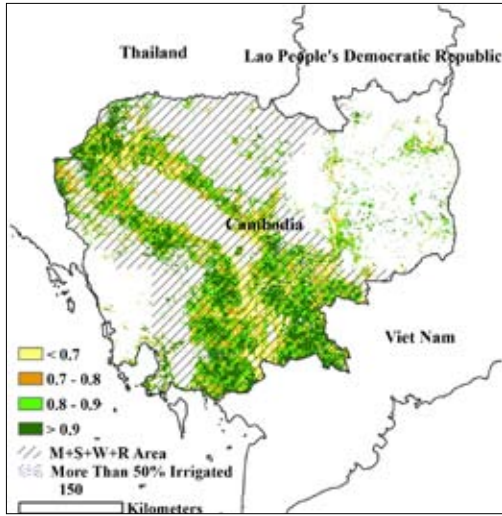 Thailand
Lao People's Democratic Republic
Cambodia
Viet Nam
< 0.7
0.7 - 0.8
0.8 - 0.9
> 0.9
M+S+W+R Area
More Than 50% Irrigated
150
Kilometers